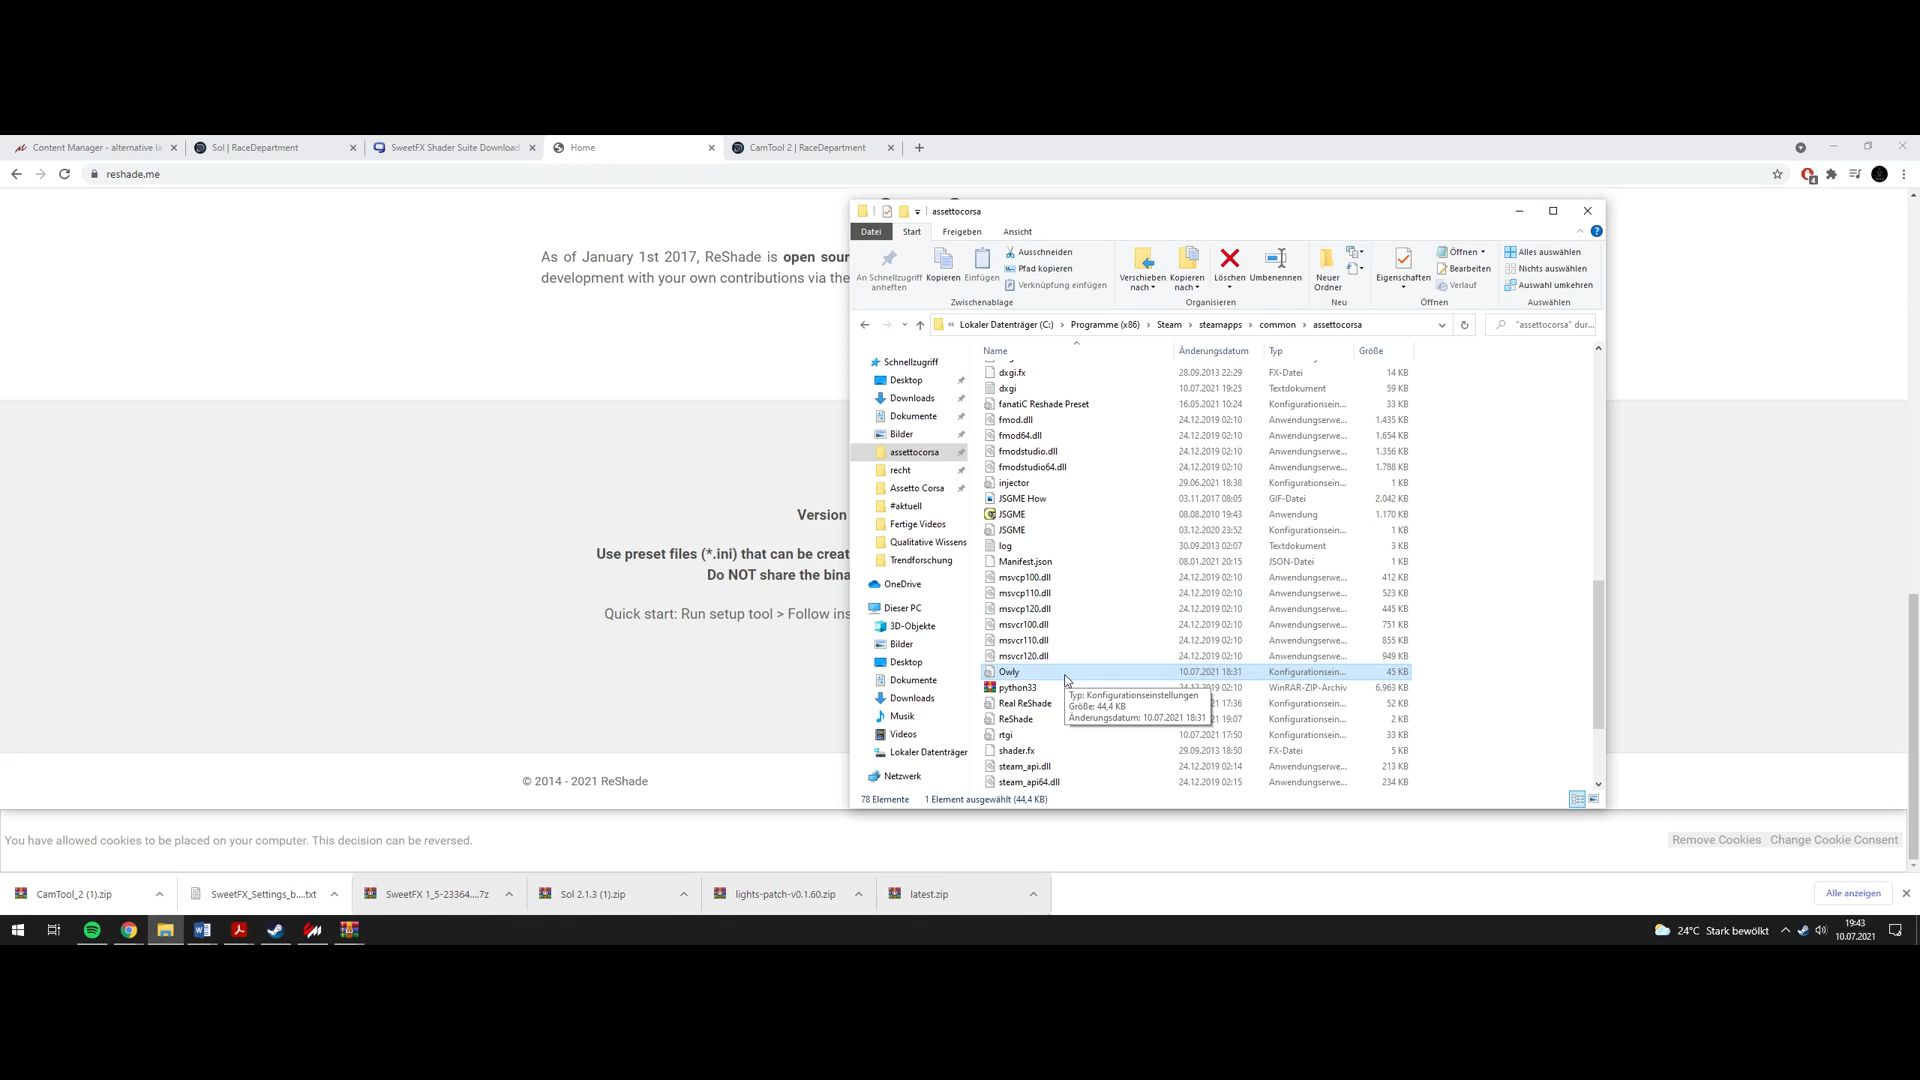 Content Manager - alternative la
Sol | RaceDepartment
SweetFX Shader Suite Download
Home
CamTool 2 | RaceDepartment
reshade.me
As of January 1st 2017, ReShade is open sour
development with your own contributions via the
Version
Use preset files (*.ini) that can be creat
Do NOT share the bina
Quick start: Run setup tool > Follow ins
© 2014 - 2021 ReShade
assettocorsa
Datei Start Freigeben Ansicht
An Schnellzugriff
anheften
Kopieren
Einfügen
Ausschneiden
Pfad kopieren
Verknüpfung einfügen
Zwischenablage
Verschieben
nach
Kopieren
nach
Löschen
Umbenennen
Organisieren
Neuer
Ordner
Neu
Eigenschaften
Öffnen
Bearbeiten
Verlauf
Öffnen
Alles auswählen
Nichts auswählen
Auswahl umkehren
Auswählen
« Lokaler Datenträger (C:) > Programme (x86) > Steam > steamapps > common > assettocorsa
"assettocorsa" dur...
Schnellzugriff
Desktop
Downloads
Dokumente
Bilder
assettocorsa
recht
Assetto Corsa
#aktuell
Fertige Videos
Qualitative Wissens
Trendforschung
OneDrive
Dieser PC
3D-Objekte
Bilder
Desktop
Dokumente
Downloads
Musik
Videos
Lokaler Datenträger
Netzwerk
Name Änderungsdatum Typ Größe
dxgi.fx 28.09.2013 22:29 FX-Datei 14 KB
dxgi 10.07.2021 19:25 Textdokument 59 KB
fanatiC Reshade Preset 16.05.2021 10:24 Konfigurationsein... 33 KB
fmod.dll 24.12.2019 02:10 Anwendungserwe... 1.435 KB
fmod64.dll 24.12.2019 02:10 Anwendungserwe... 1.654 KB
fmodstudio.dll 24.12.2019 02:10 Anwendungserwe... 1.356 KB
fmodstudio64.dll 24.12.2019 02:10 Anwendungserwe... 1.788 KB
injector 29.06.2021 18:38 Konfigurationsein... 1 KB
JSGME How 03.11.2017 08:05 GIF-Datei 2.042 KB
JSGME 08.08.2010 19:43 Anwendung 1.170 KB
JSGME 03.12.2020 23:52 Konfigurationsein... 1 KB
log 30.09.2013 02:07 Textdokument 3 KB
Manifest.json 08.01.2021 20:15 JSON-Datei 1 KB
msvcp100.dll 24.12.2019 02:10 Anwendungserwe... 412 KB
msvcp110.dll 24.12.2019 02:10 Anwendungserwe... 523 KB
msvcp120.dll 24.12.2019 02:10 Anwendungserwe... 445 KB
msvcr100.dll 24.12.2019 02:10 Anwendungserwe... 751 KB
msvcr110.dll 24.12.2019 02:10 Anwendungserwe... 855 KB
msvcr120.dll 24.12.2019 02:10 Anwendungserwe... 949 KB
Owly 10.07.2021 18:31 Konfigurationsein... 45 KB
python33 24.12.2019 02:10 WinRAR-ZIP-Archiv 6.963 KB
Real ReShade 17:36 Konfigurationsein... 52 KB
ReShade 19:07 Konfigurationsein... 2 KB
rtgi 10.07.2021 17:50 Konfigurationsein... 33 KB
shader.fx 29.09.2013 18:50 FX-Datei 5 KB
steam_api.dll 24.12.2019 02:14 Anwendungserwe... 213 KB
steam_api64.dll 24.12.2019 02:15 Anwendungserwe... 234 KB
Typ: Konfigurationseinstellungen
Größe: 44,4 KB
Änderungsdatum: 10.07.2021 18:31
78 Elemente 1 Element ausgewählt (44,4 KB)
You have allowed cookies to be placed on your computer. This decision can be reversed.
Remove Cookies Change Cookie Consent
CamTool_2 (1).zip
SweetFX_Settings_b....txt
SweetFX 1_5-23364....7z
Sol 2.1.3 (1).zip
lights-patch-v0.1.60.zip
latest.zip
Alle anzeigen
24°C Stark bewölkt
19:43
10.07.2021